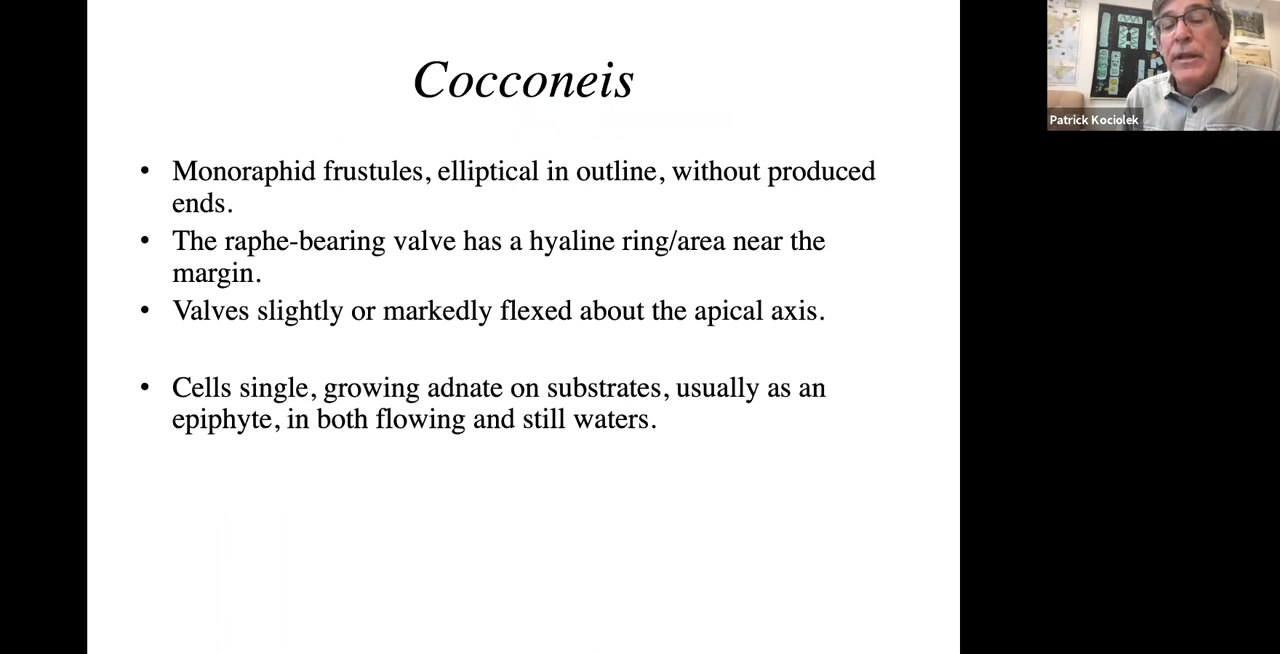 Cocconeis
• Monoraphid frustules, elliptical in outline, without produced
ends.
• The raphe-bearing valve has a hyaline ring/area near the
margin.
• Valves slightly or markedly flexed about the apical axis.
• Cells single, growing adnate on substrates, usually as an
epiphyte, in both flowing and still waters.
Patrick Kociolek